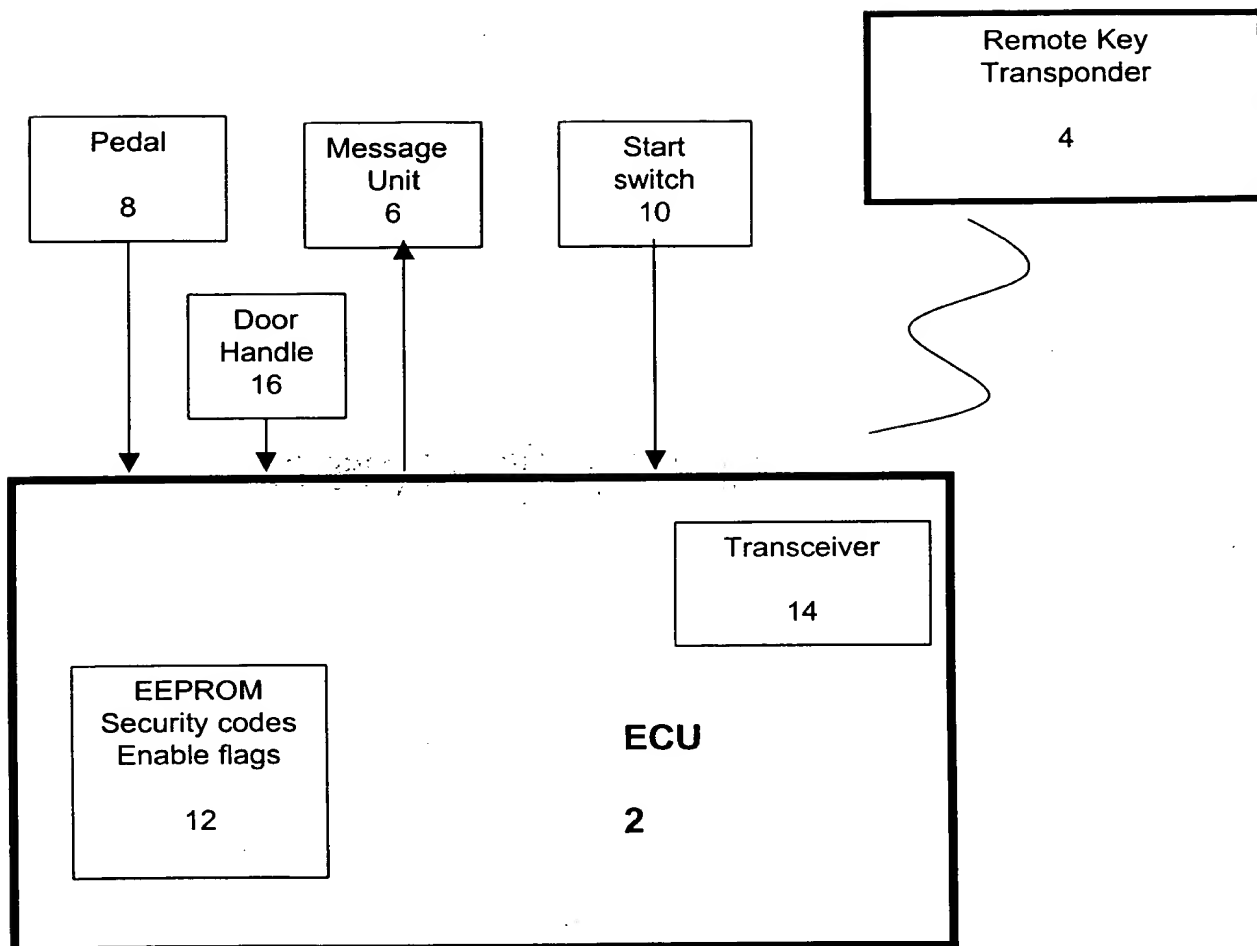 Remote Key
Transponder
4
Pedal
8
Message
Unit
6
Start
switch
10
Door
Handle
16
Transceiver
14
EEPROM
Security codes
Enable flags
12
ECU
2